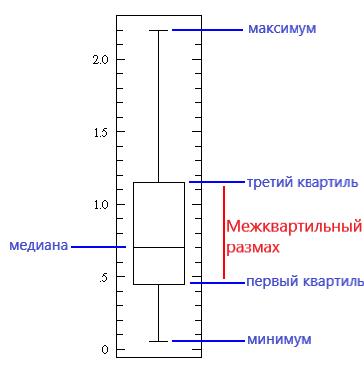 максимум
2.0
1.5
третий квартиль
1.0
Межквартильный
размах
медиана
.5
первый квартиль
минимум
0